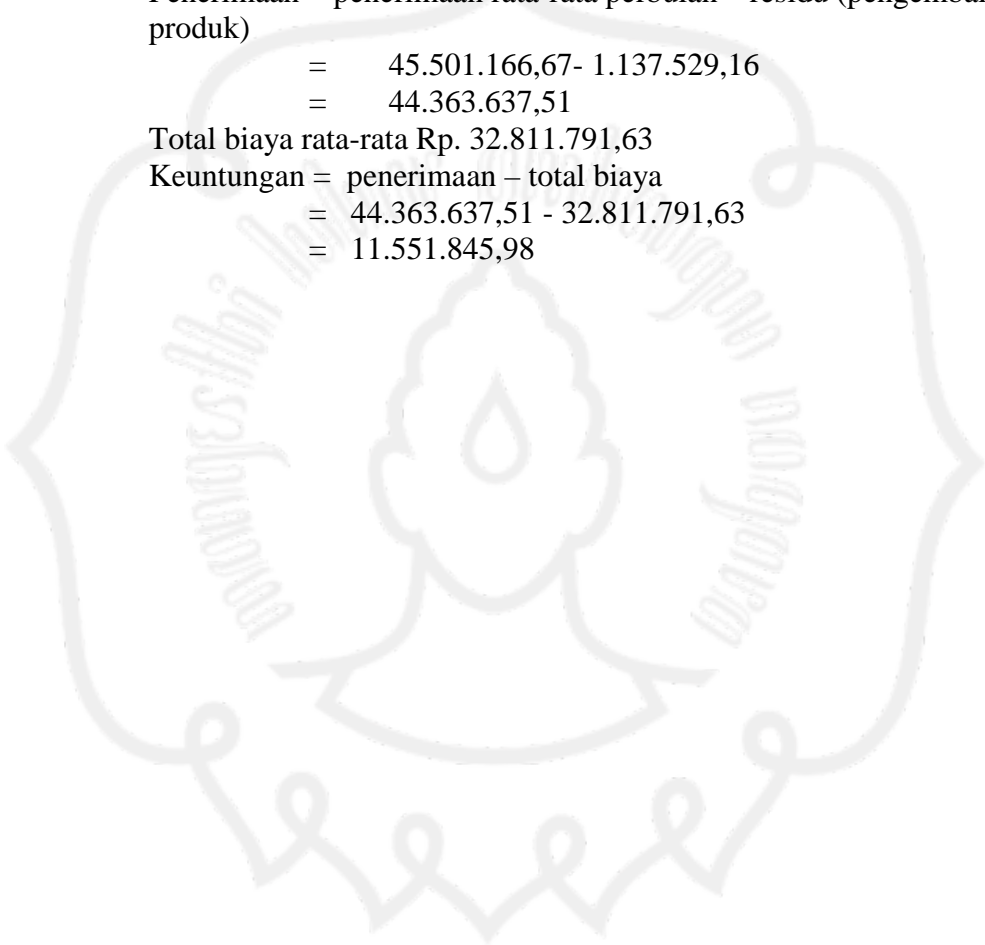 produk)
= 45.501.166,67- 1.137.529,16
= 44.363.637,51
Total biaya rata-rata Rp. 32.811.791,63
Keuntungan = penerimaan – total biaya
= 44.363.637,51 - 32.811.791,63
= 11.551.845,98